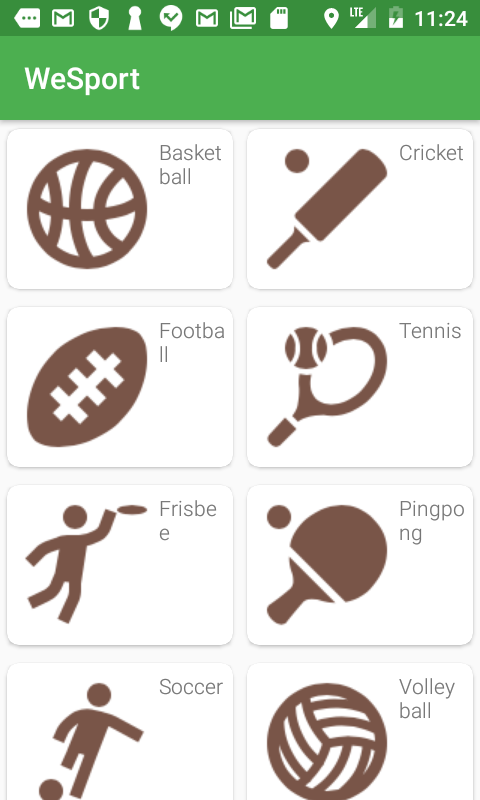 LTE 11:24
WeSport
Basket
ball
Cricket
Footba
ll
Tennis
Frisbe
e
Pingpo
ng
Soccer
Volley
ball